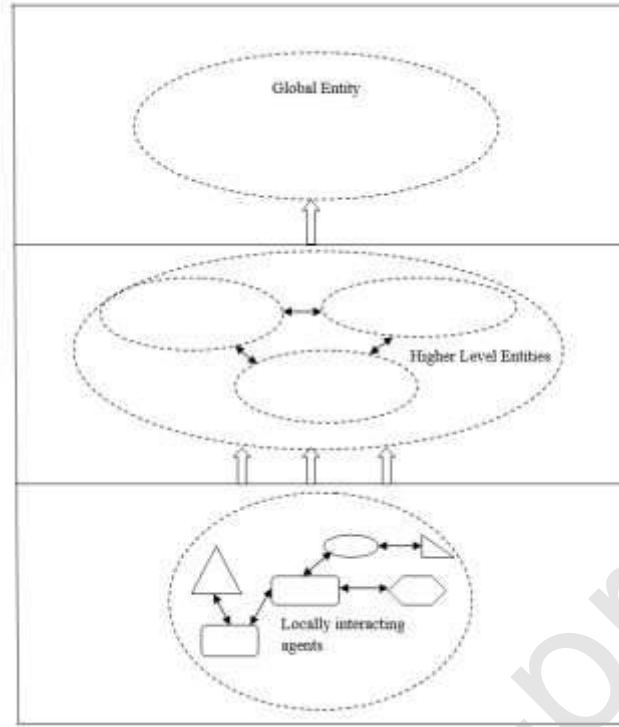 Global Entity
Higher Level Entities
Locally interacting
agents